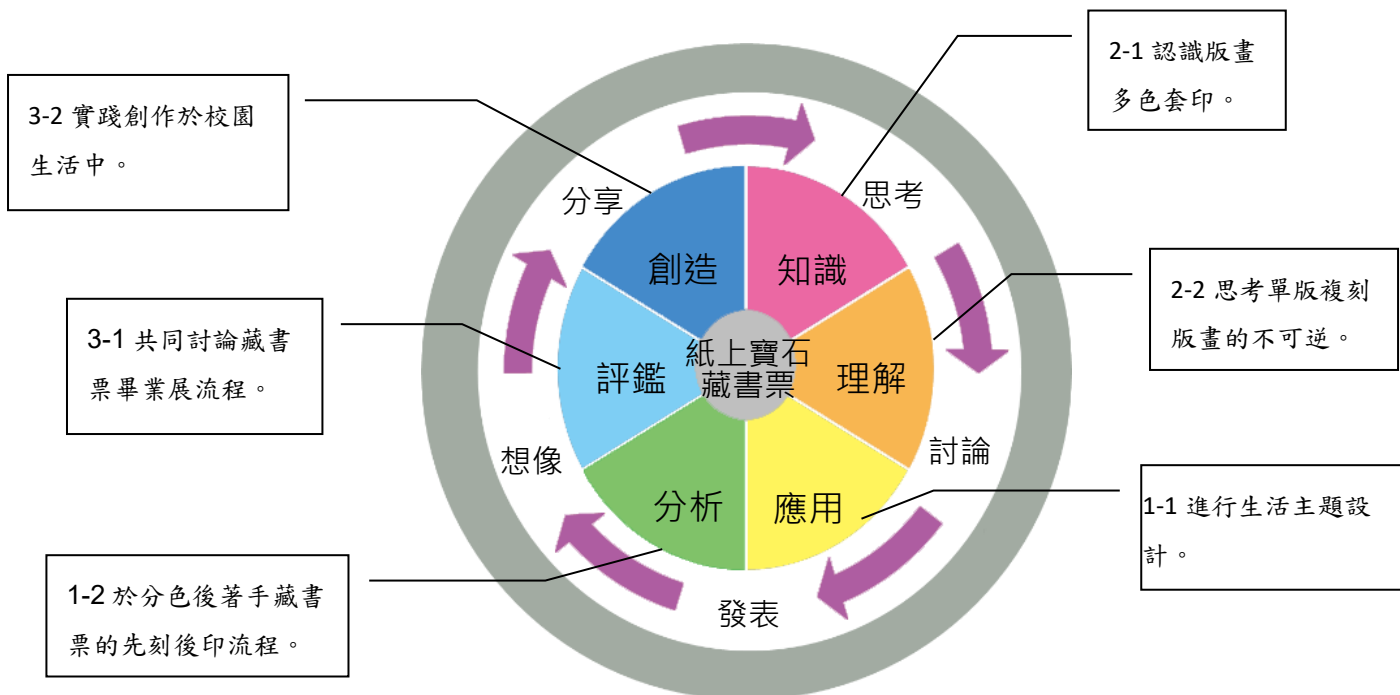 2-1 認識版畫
多色套印。
3-2 實踐創作於校園
生活中。
分享
思考
創造
知識
2-2 思考單版複刻
版畫的不可逆。
3-1 共同討論藏書
票畢業展流程。
評鑑
紙上寶石
藏書票
理解
想像
討論
分析
應用
1-1 進行生活主題設
計。
1-2 於分色後著手藏書
票的先刻後印流程。
發表